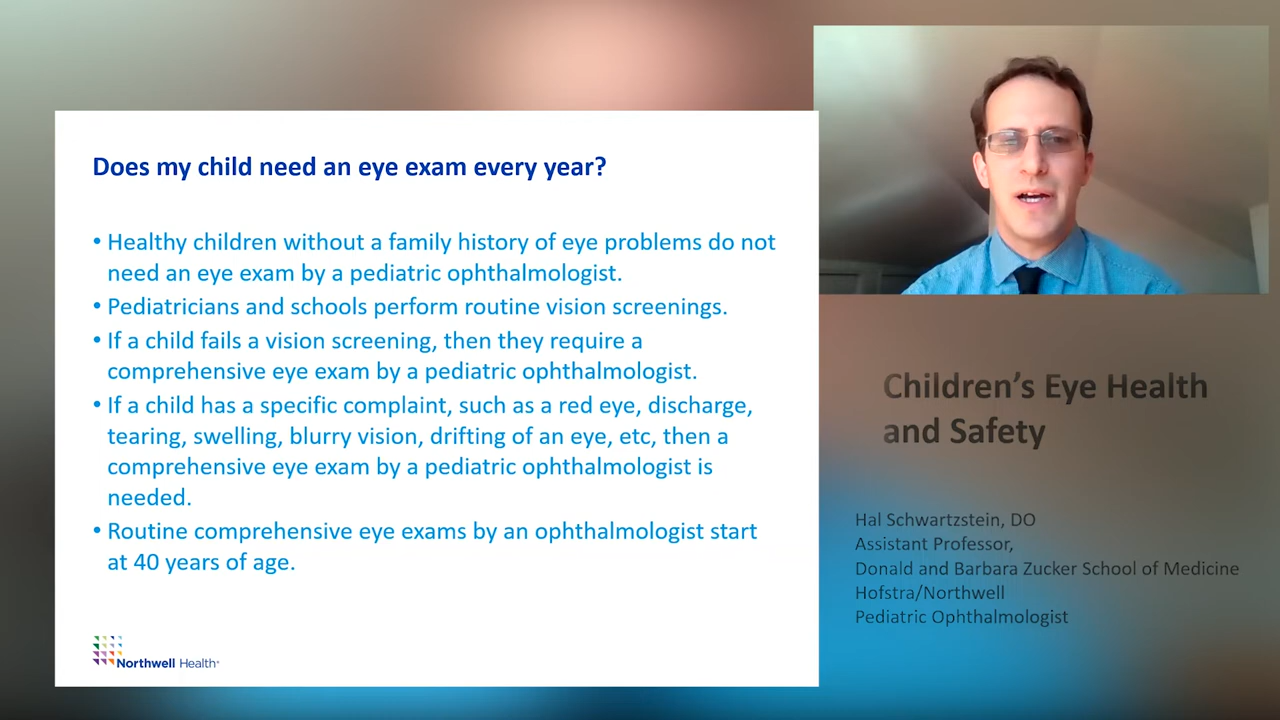 Does my child need an eye exam every year?
• Healthy children without a family history of eye problems do not
need an eye exam by a pediatric ophthalmologist.
• Pediatricians and schools perform routine vision screenings.
• If a child fails a vision screening, then they require a
comprehensive eye exam by a pediatric ophthalmologist.
• If a child has a specific complaint, such as a red eye, discharge,
tearing, swelling, blurry vision, drifting of an eye, etc, then a
comprehensive eye exam by a pediatric ophthalmologist is
needed.
• Routine comprehensive eye exams by an ophthalmologist start
at 40 years of age.
Northwell Health
Children’s Eye Health
and Safety
Hal Schwartzstein, DO
Assistant Professor,
Donald and Barbara Zucker School of Medicine
Hofstra/Northwell
Pediatric Ophthalmologist